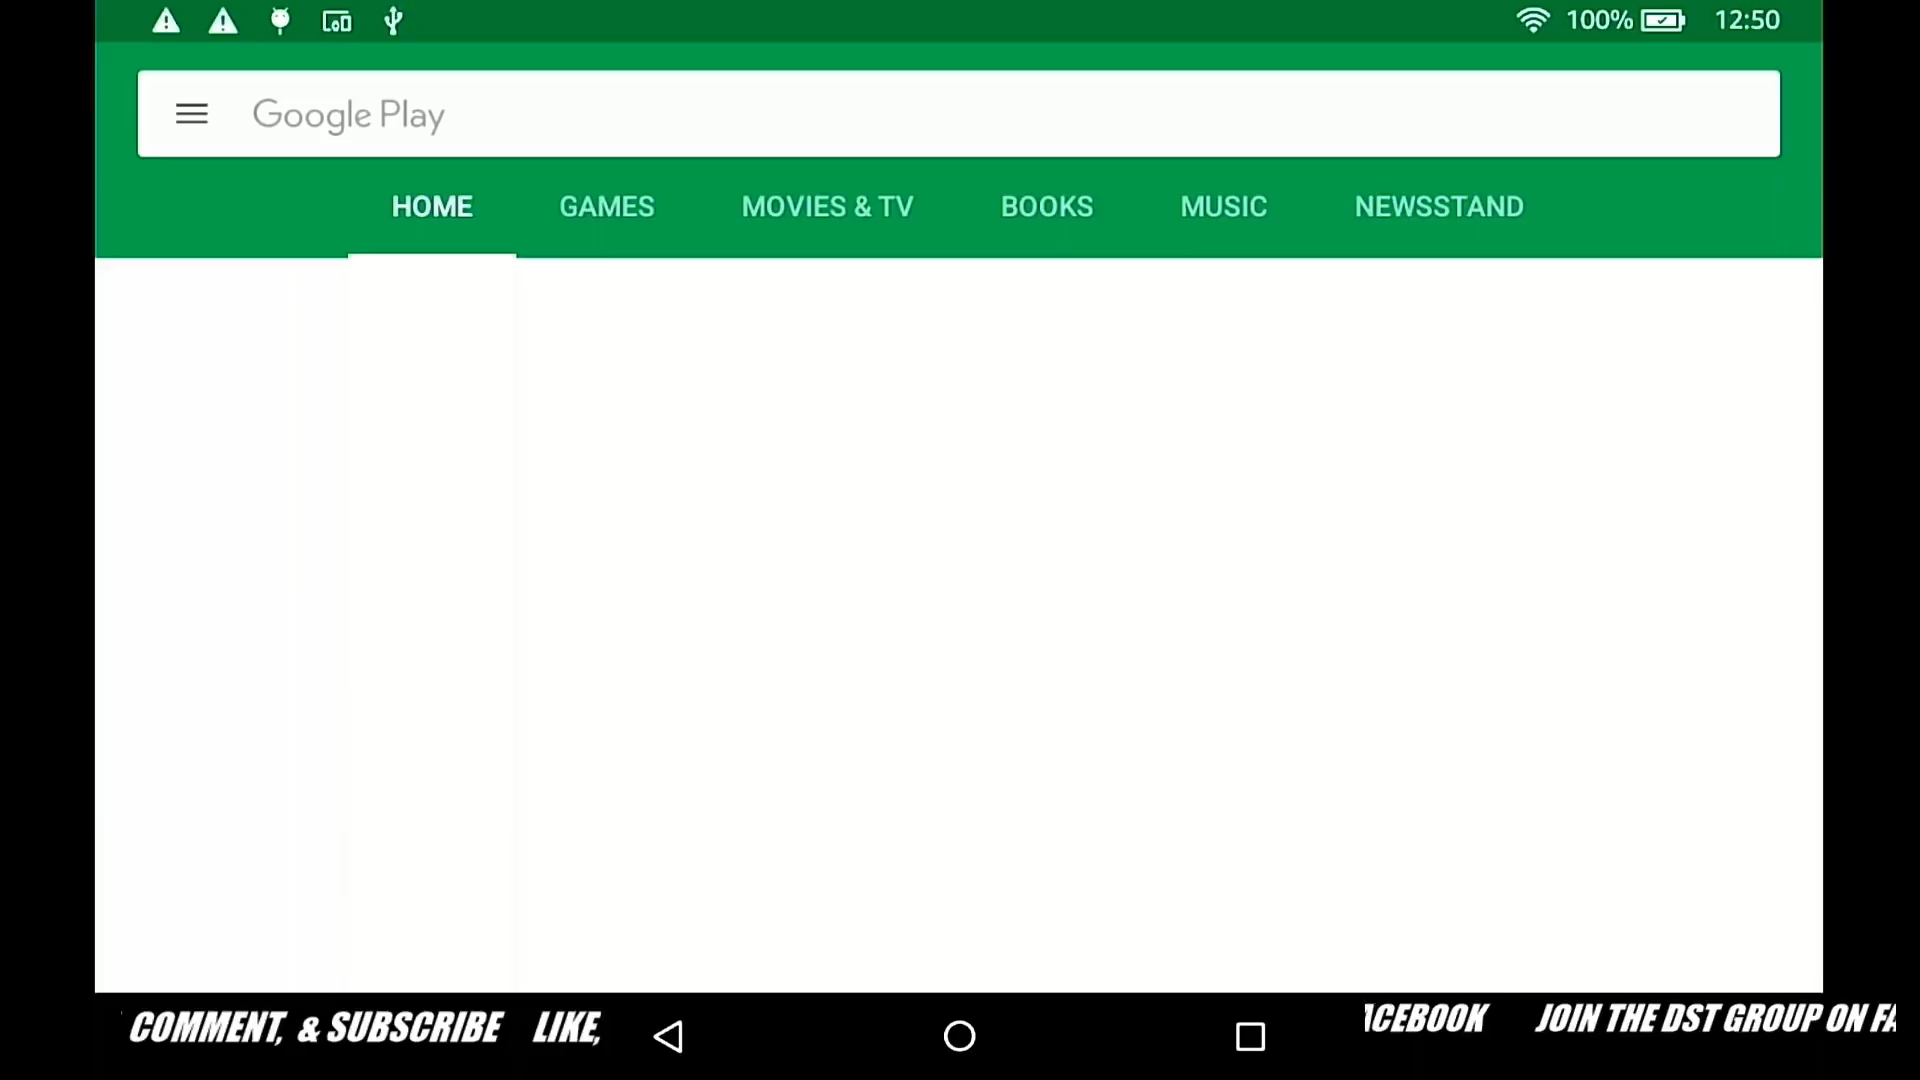 100% 12:50
Google Play
HOME GAMES MOVIES & TV BOOKS MUSIC NEWSSTAND
COMMENT, & SUBSCRIBE LIKE,
JOIN THE DST GROUP ON